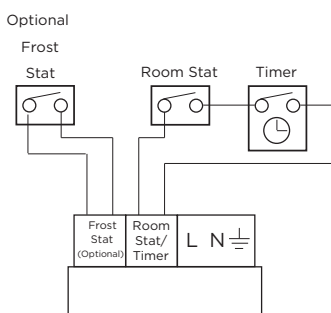 Optional
Frost
Stat
Room Stat
Timer
Frost
Stat
(Optional)
Room
Stat/
Timer
L N